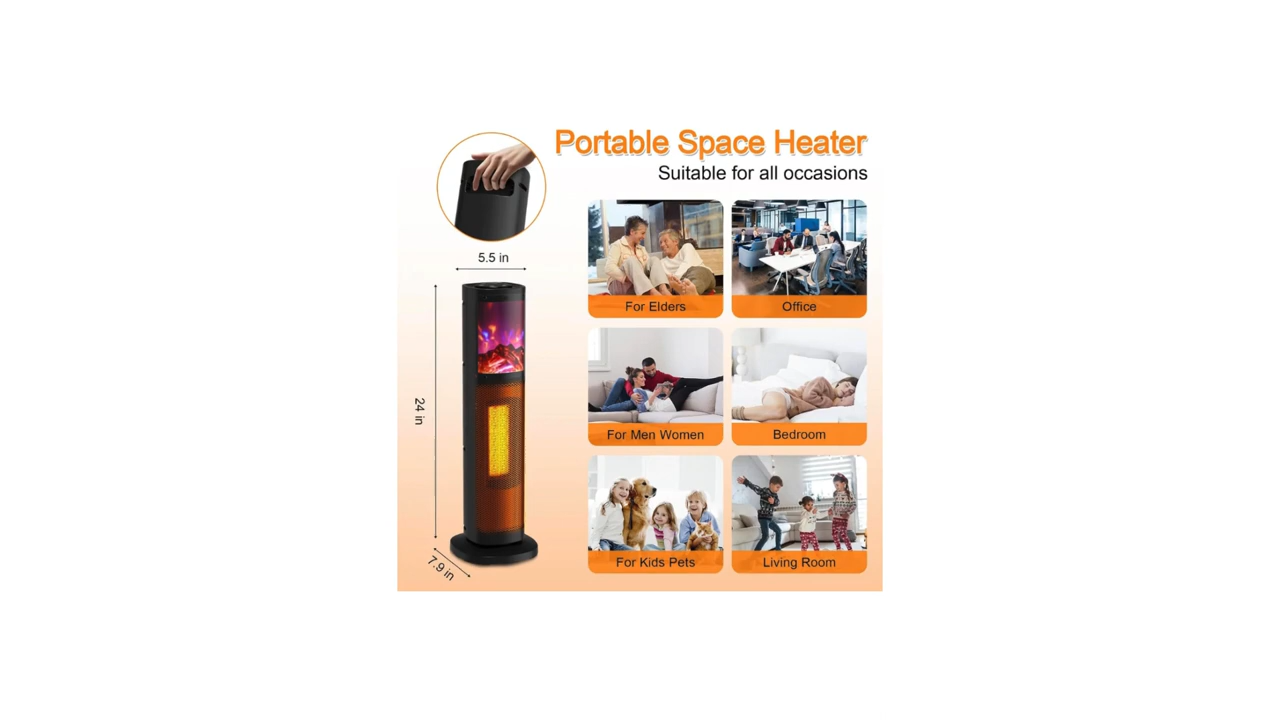 Portable Space Heater
Suitable for all occasions
5.5 in
24 in
7.9 in
For Elders
Office
For Men Women
Bedroom
For Kids Pets
Living Room